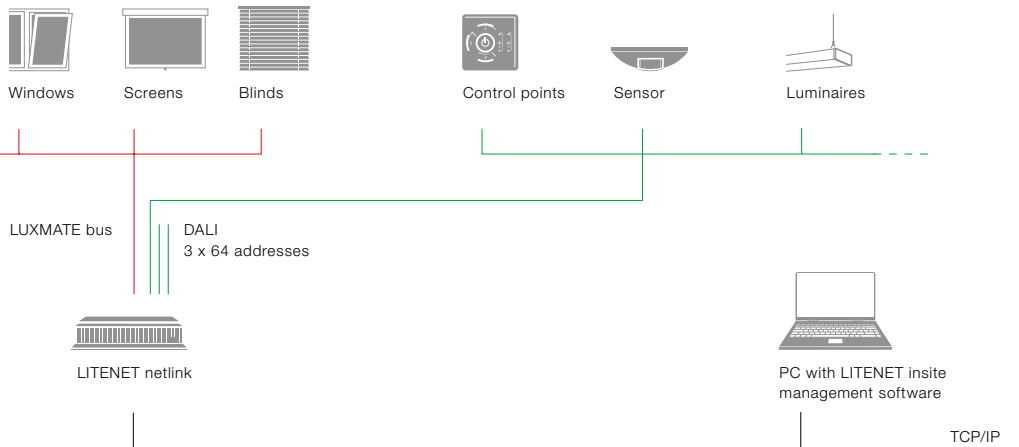 Windows
Screens
Blinds
Control points
Sensor
Luminaires
LUXMATE bus
DALI
3 x 64 addresses
LITENET netlink
PC with LITENET insite
management software
TCP/IP